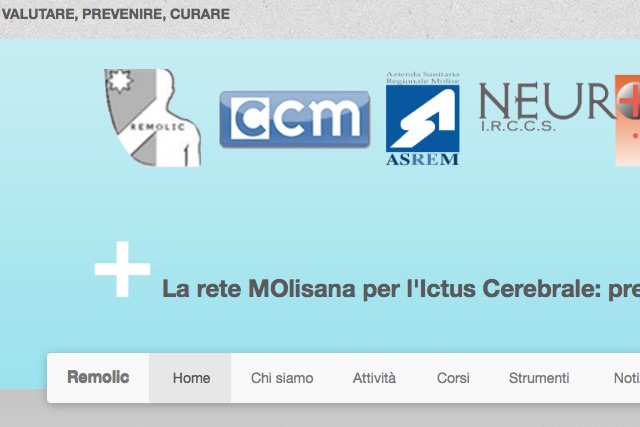 VALUTARE, PREVENIRE, CURARE
REMOLIC
ccm
Azienda Sanitaria
Regionale Molise
ASREM
NEURO
I.R.C.C.S.
La rete MOlisana per l'Ictus Cerebrale: pre
Remolic Home Chi siamo Attività Corsi Strumenti Noti